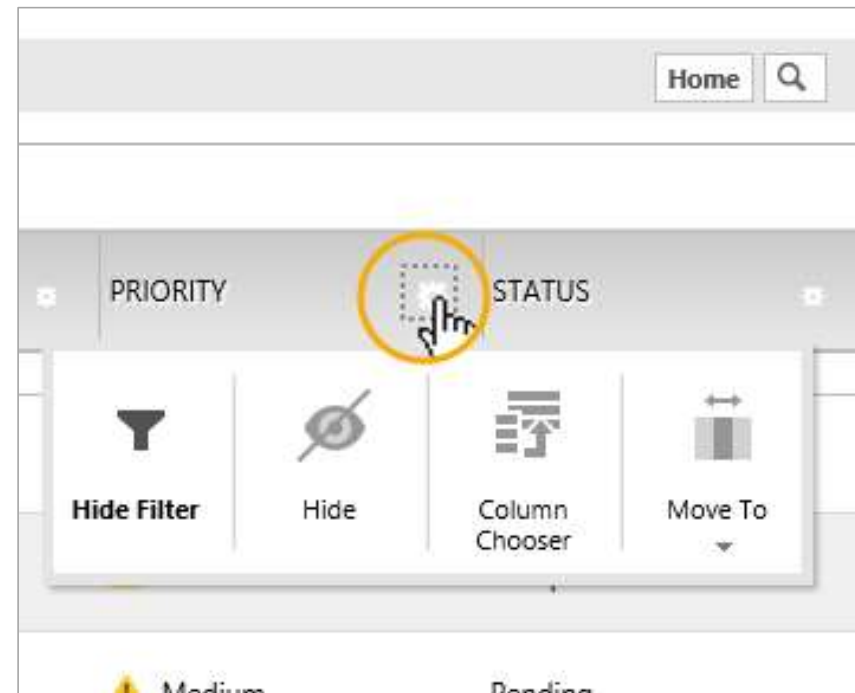 Home
PRIORITY STATUS
Hide Filter Hide Column Chooser Move To
Medium Pending